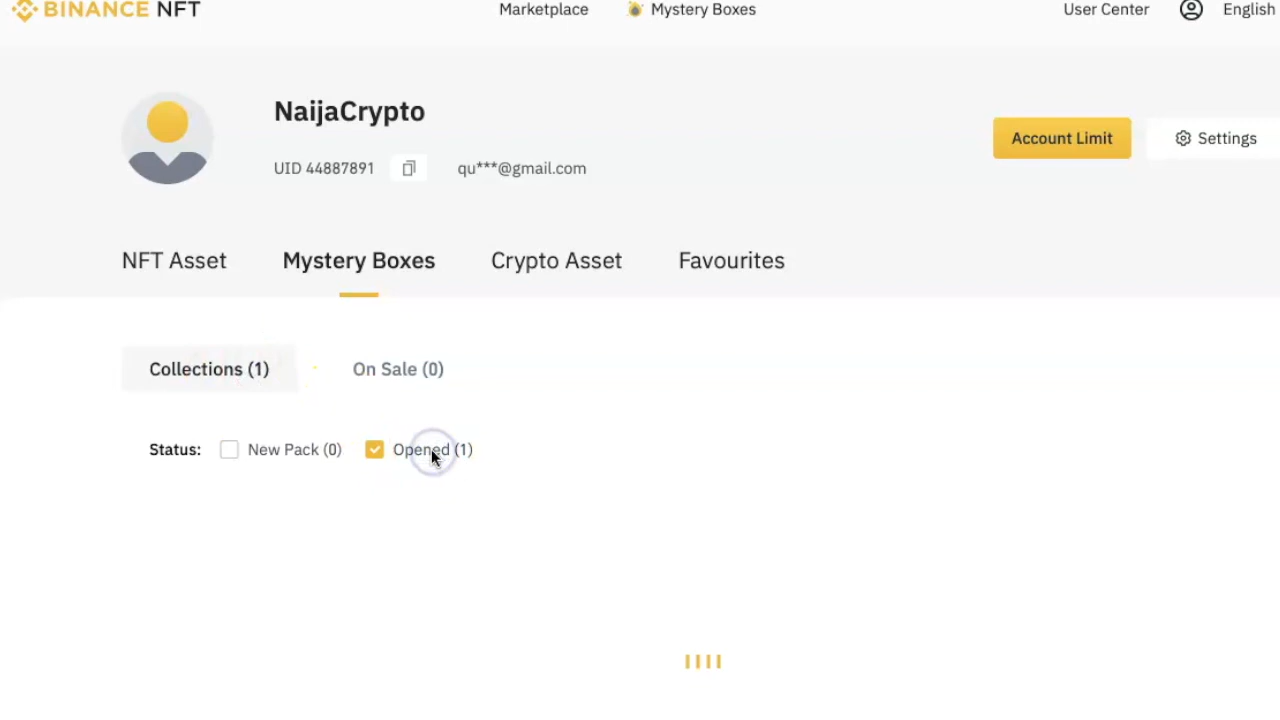 BINANCE NFT
Marketplace
Mystery Boxes
User Center
English
NaijaCrypto
UID 44887891
qu***@gmail.com
Account Limit
Settings
NFT Asset
Mystery Boxes
Crypto Asset
Favourites
Collections (1)
On Sale (0)
Status:
New Pack (0)
Opened (1)